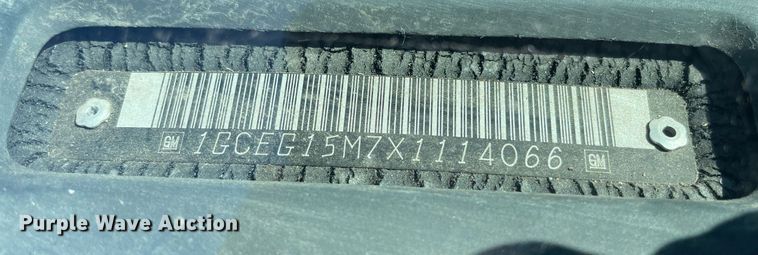 GM 1GCEG15M7X1114066 GM
Purple Wave Auction